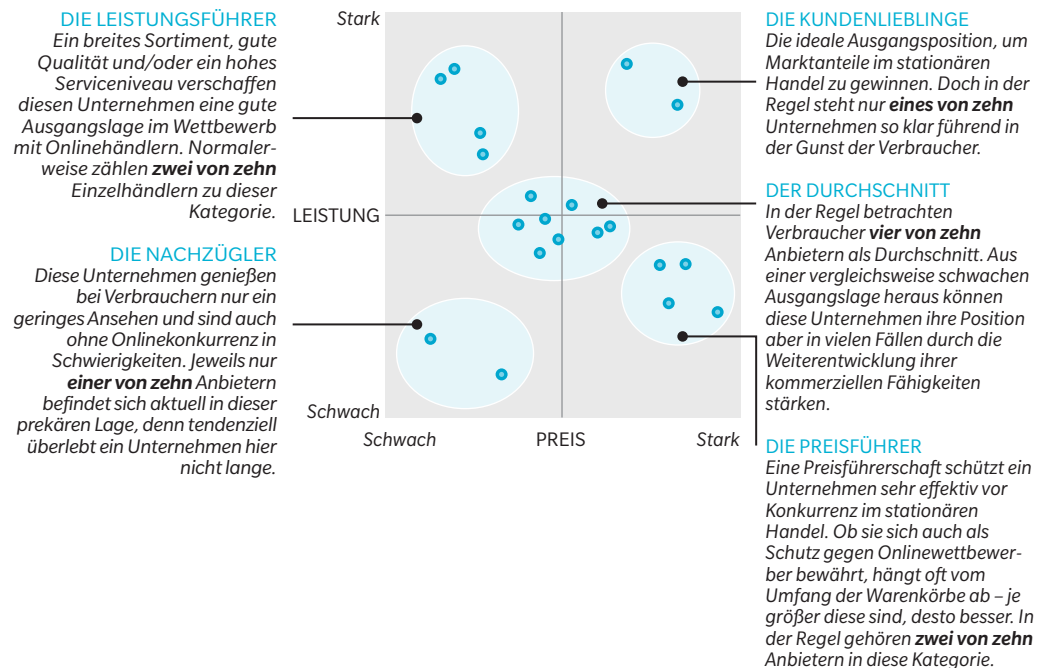 DIE LEISTUNGSFÜHRER
Ein breites Sortiment, gute
Qualität und/oder ein hohes
Serviceniveau verschaffen
diesen Unternehmen eine gute
Ausgangslage im Wettbewerb
mit Onlinehändlern. Normaler-
weise zählen zwei von zehn
Einzelhändlern zu dieser
Kategorie.
DIE NACHZÜGLER
Diese Unternehmen genießen
bei Verbrauchern nur ein
geringes Ansehen und sind auch
ohne Onlinekonkurrenz in
Schwierigkeiten. Jeweils nur
einer von zehn Anbietern
befindet sich aktuell in dieser
prekären Lage, denn tendenziell
überlebt ein Unternehmen hier
nicht lange.
Stark
LEISTUNG
Schwach
Schwach
PREIS
Stark
DIE KUNDENLIEBLINGE
Die ideale Ausgangsposition, um
Marktanteile im stationären
Handel zu gewinnen. Doch in der
Regel steht nur eines von zehn
Unternehmen so klar führend in
der Gunst der Verbraucher.
DER DURCHSCHNITT
In der Regel betrachten
Verbraucher vier von zehn
Anbietern als Durchschnitt. Aus
einer vergleichsweise schwachen
Ausgangslage heraus können
diese Unternehmen ihre Position
aber in vielen Fällen durch die
Weiterentwicklung ihrer
kommerziellen Fähigkeiten
stärken.
DIE PREISFÜHRER
Eine Preisführerschaft schützt ein
Unternehmen sehr effektiv vor
Konkurrenz im stationären
Handel. Ob sie sich auch als
Schutz gegen Onlinewettbewer-
ber bewährt, hängt oft vom
Umfang der Warenkörbe ab – je
größer diese sind, desto besser. In
der Regel gehören zwei von zehn
Anbietern in diese Kategorie.